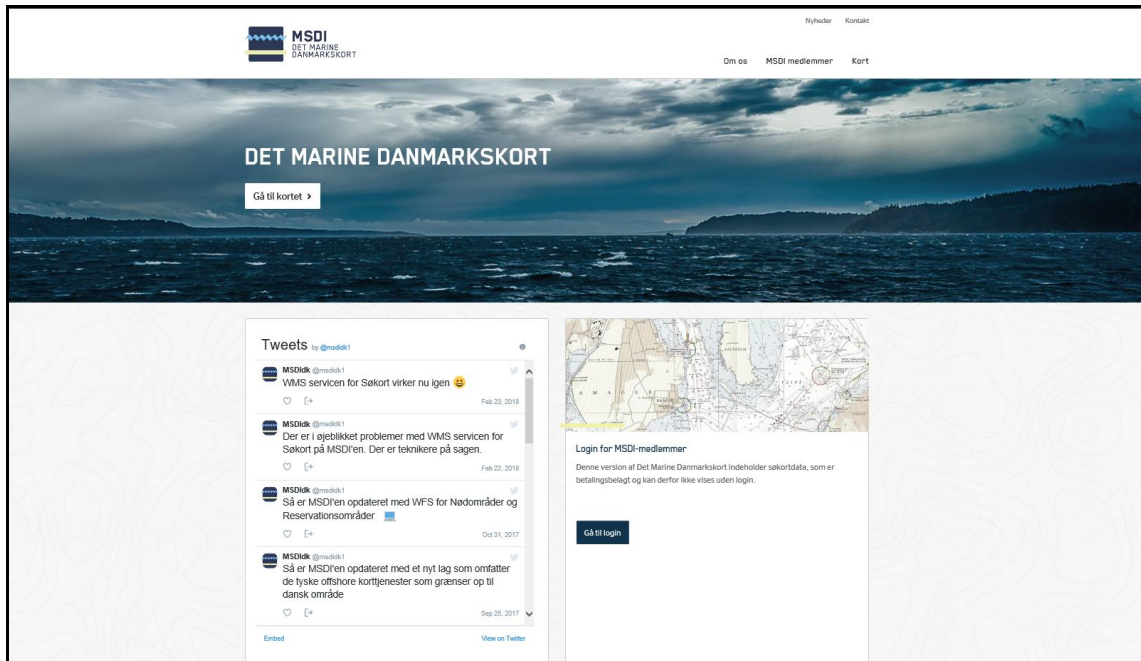 MSDI
DET MARINE
DANMARKSKORT
Nyheder Kontakt
Om os MSDI medlemmer Kort
DET MARINE DANMARKSKORT
Gå til kortet
Tweets by @msdidk1
MSDIdk @msdidk1
WMS servicen for Søkort virker nu igen 😀
Feb 23, 2018
MSDIdk @msdidk1
Der er i øjeblikket problemer med WMS servicen for
Søkort på MSDI'en. Der er teknikere på sagen.
Feb 22, 2018
MSDIdk @msdidk1
Så er MSDI'en opdateret med WFS for Nødområder og
Reservationsområder 💻
Oct 31, 2017
MSDIdk @msdidk1
Så er MSDI'en opdateret med et nyt lag som omfatter
de tyske offshore korttjenester som grænser op til
dansk område
Sep 25, 2017
Embed View on Twitter
A M A G E R
Login for MSDI-medlemmer
Denne version af Det Marine Danmarkskort indeholder søkortdata, som er
betalingsbelagt og kan derfor ikke vises uden login.
Gå til login